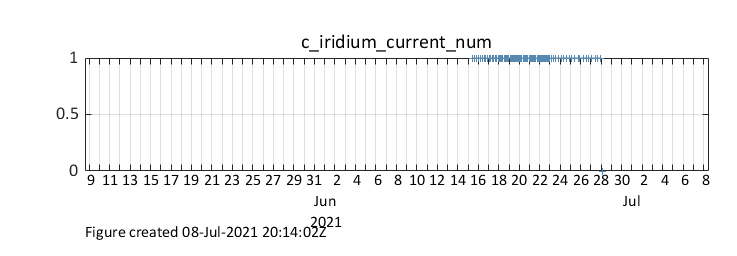 c_iridium_current_num
1
0.5
0
9 11 13 15 17 19 21 23 25 27 29 31 2 4 6 8 10 12 14 16 18 20 22 24 26 28 30 2 4 6 8
Jun Jul
2021
Figure created 08-Jul-2021 20:14:02Z